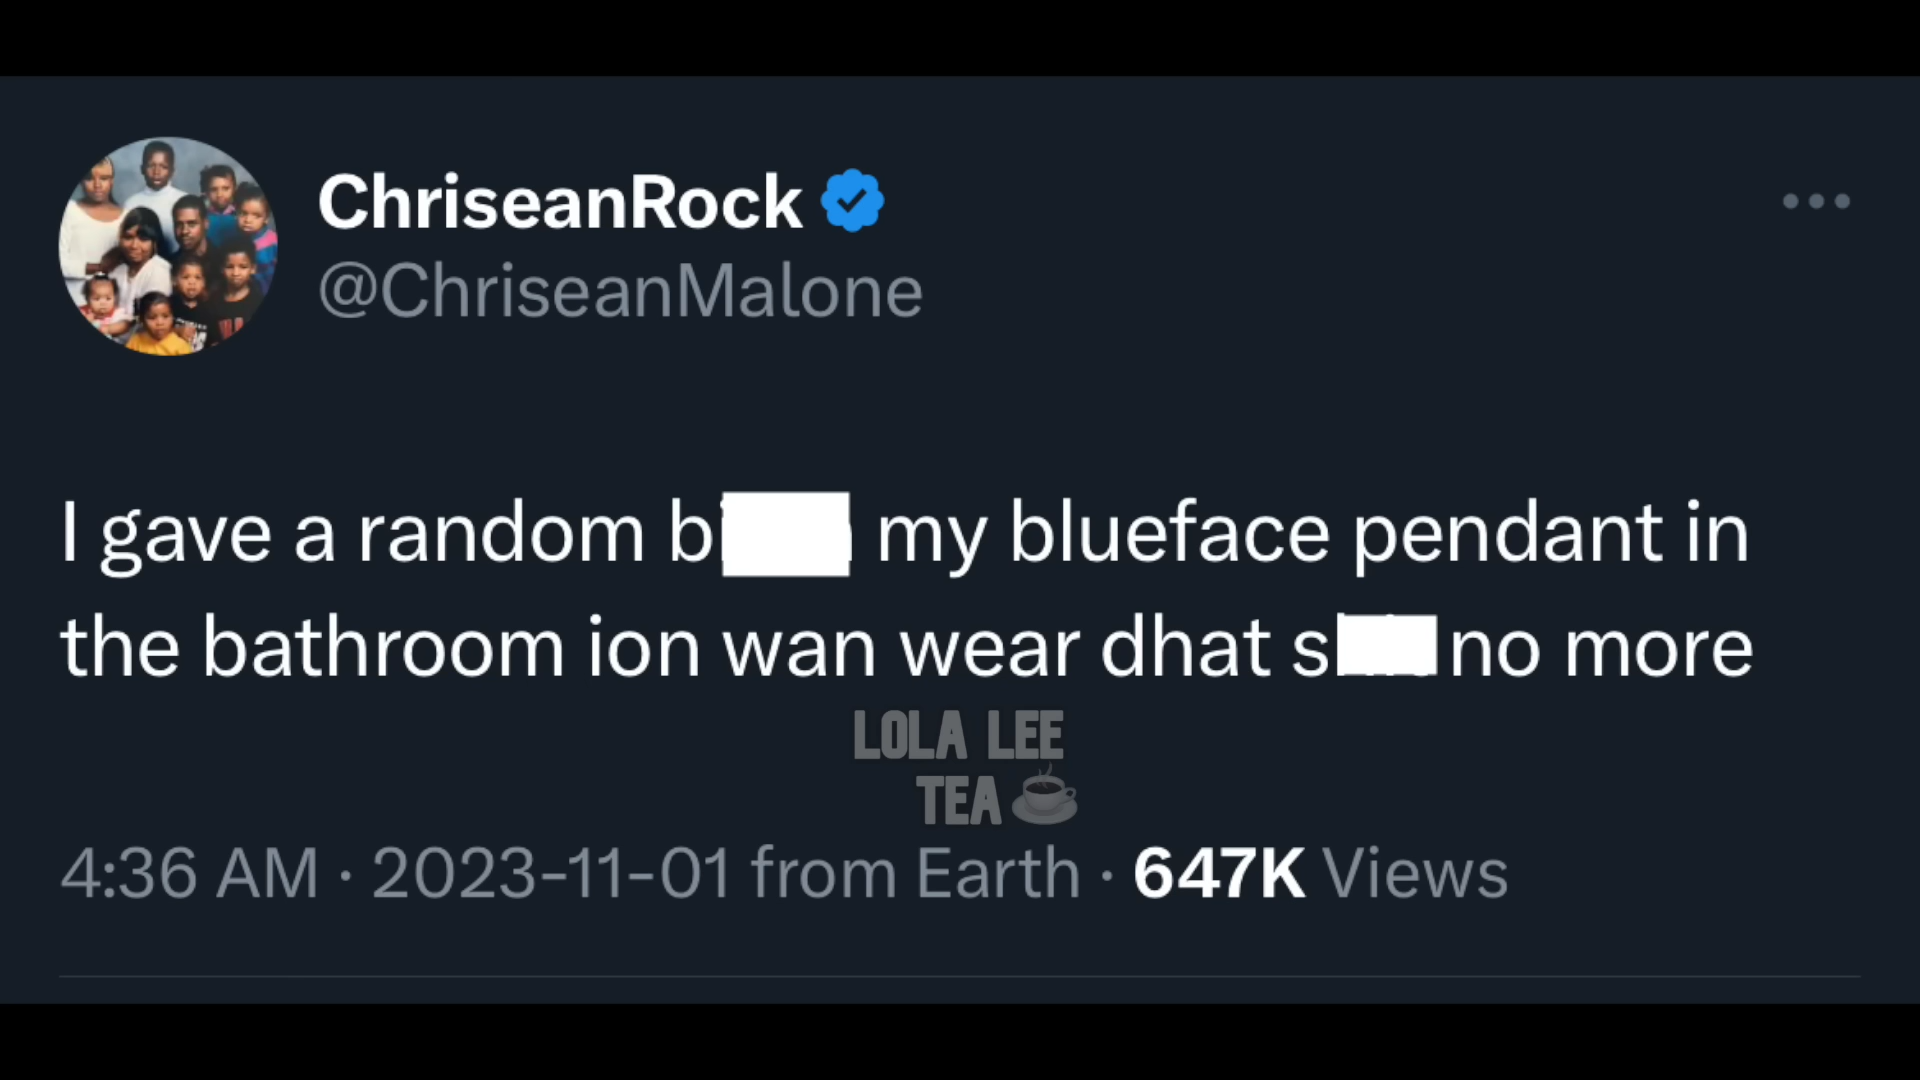 ChriseanRock
@ChriseanMalone
I gave a random b my blueface pendant in
the bathroom ion wan wear dhat s no more
LOLA LEE
TEA
4:36 AM · 2023-11-01 from Earth · 647K Views